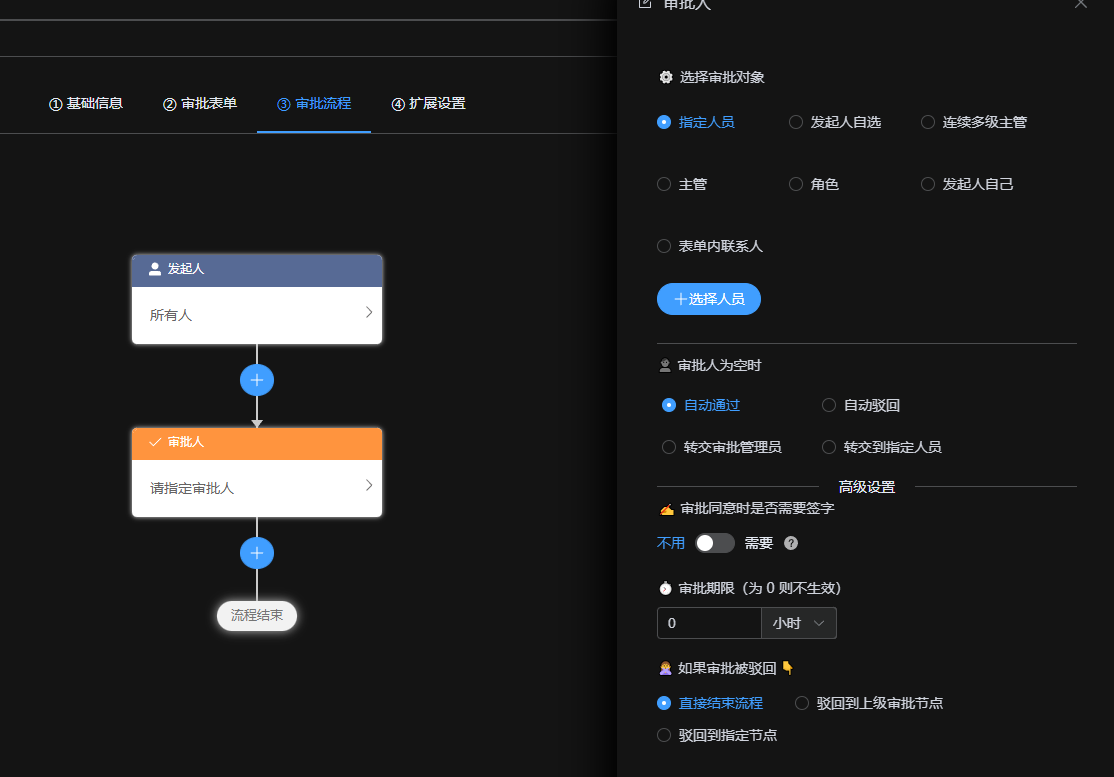 ① 基础信息
② 审批表单
③ 审批流程
④ 扩展设置
发起人
所有人
审批人
请指定审批人
流程结束
审批人
选择审批对象
指定人员
发起人自选
连续多级主管
主管
角色
发起人自己
表单内联系人
选择人员
审批人为空时
自动通过
自动驳回
转交审批管理员
转交到指定人员
高级设置
审批同意时是否需要签字
不用
需要
审批期限（为 0 则不生效）
0
小时
如果审批被驳回
直接结束流程
驳回到上级审批节点
驳回到指定节点